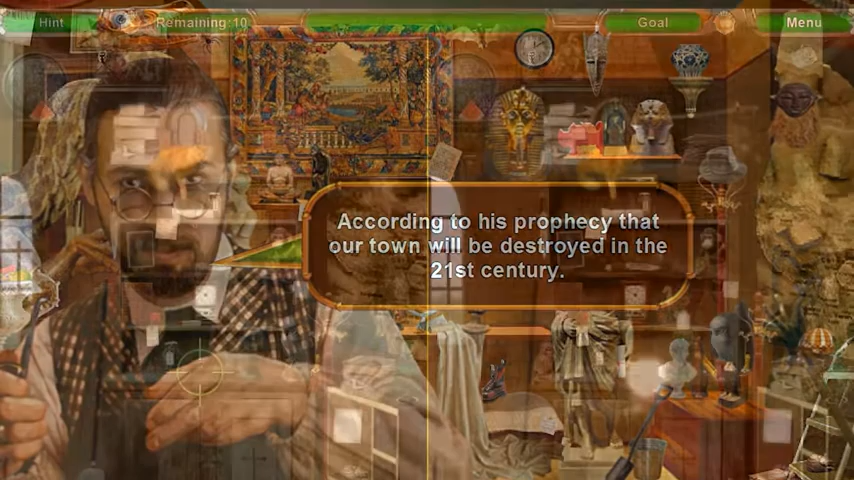 Hint
Remaining:10
Goal
Menu
According to his prophecy that
our town will be destroyed in the
21st century.